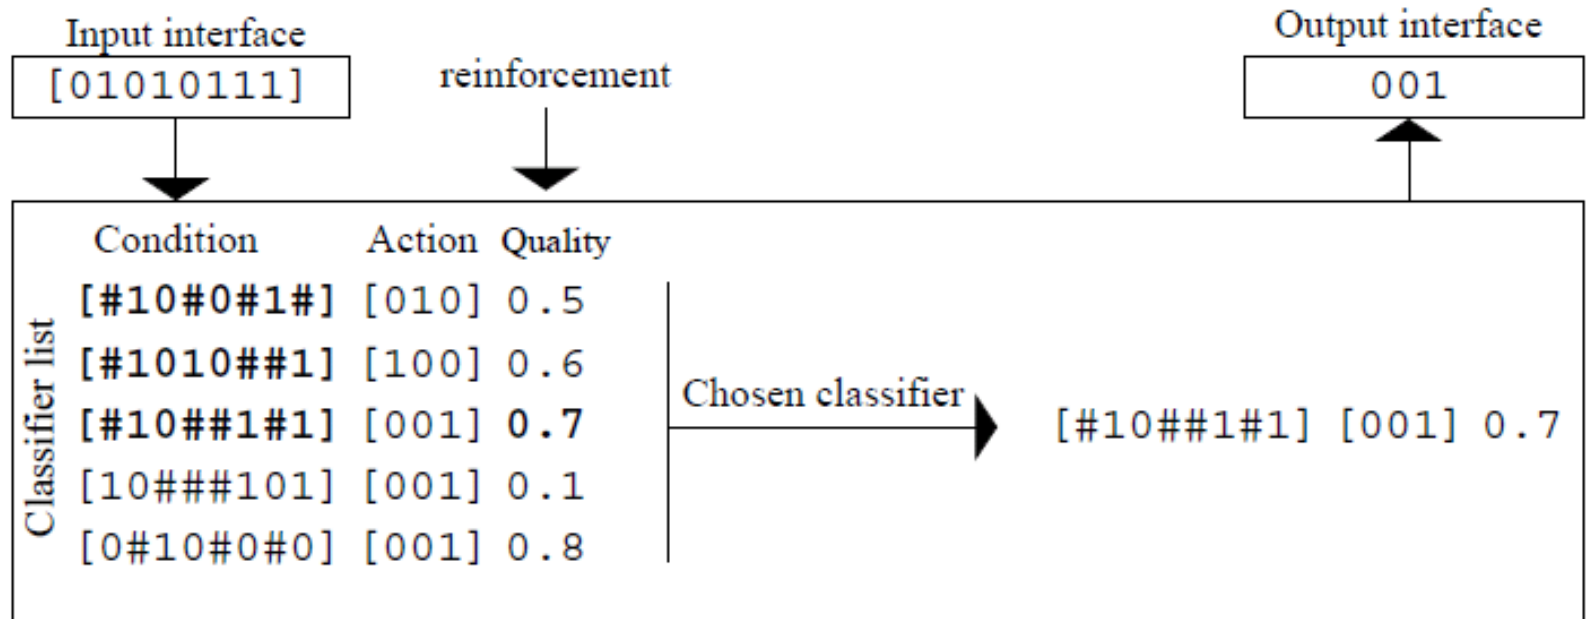 Input interface
[01010111]
reinforcement
Output interface
001
Condition Action Quality
Classifier list
[#10#0#1#] [010] 0.5
[#1010##1] [100] 0.6
[#10##1#1] [001] 0.7
[10###101] [001] 0.1
[0#10#0#0] [001] 0.8
Chosen classifier
[#10##1#1] [001] 0.7